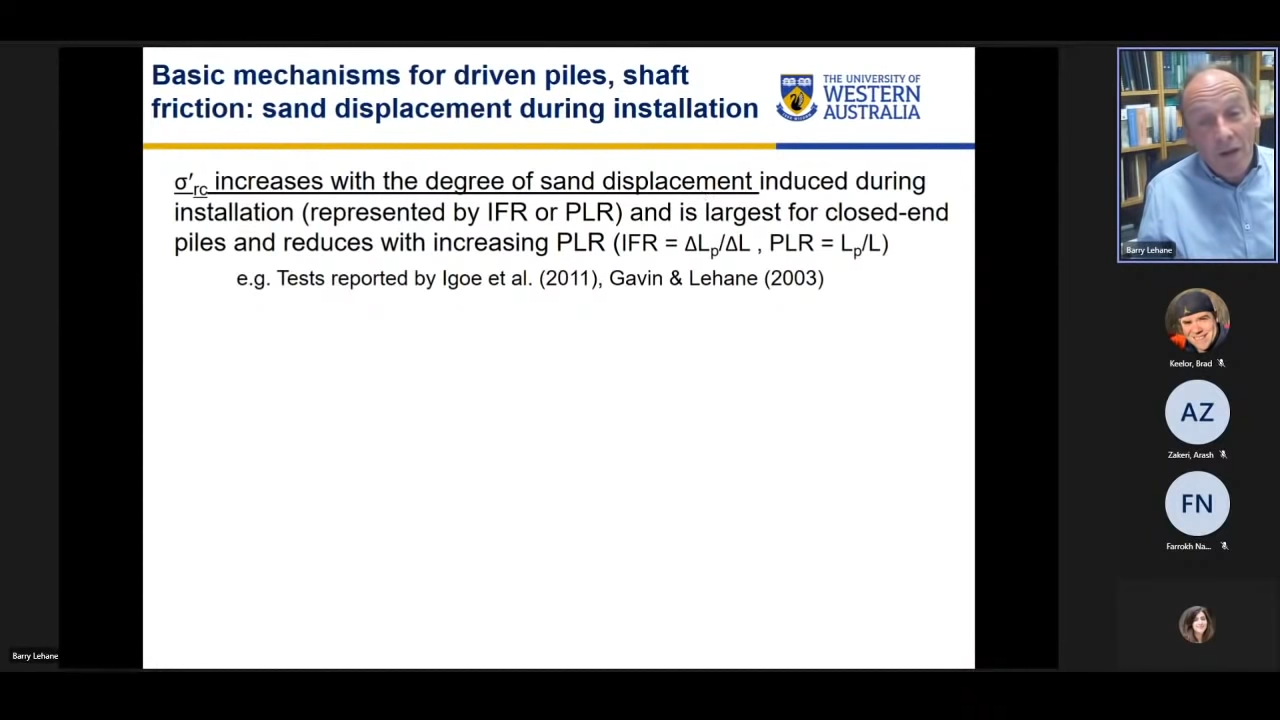 Basic mechanisms for driven piles, shaft
friction: sand displacement during installation
THE UNIVERSITY OF
WESTERN
AUSTRALIA
σ′rc increases with the degree of sand displacement induced during
installation (represented by IFR or PLR) and is largest for closed-end
piles and reduces with increasing PLR (IFR = ΔLp/ΔL , PLR = Lp/L)
e.g. Tests reported by Igoe et al. (2011), Gavin & Lehane (2003)
Barry Lehane
Keelor, Brad
AZ
Zakeri, Arash
FN
Farrokh Na...
Barry Lehane